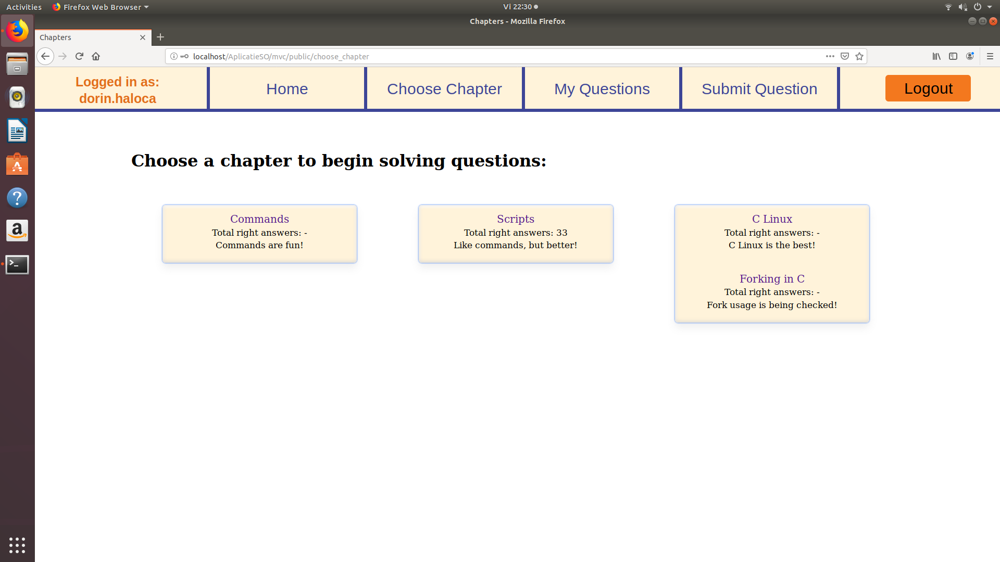 Activities
Firefox Web Browser
Vi 22:30
Chapters - Mozilla Firefox
Chapters
localhost/AplicatieSO/mvc/public/choose_chapter
Logged in as:
dorin.haloca
Home
Choose Chapter
My Questions
Submit Question
Logout
Choose a chapter to begin solving questions:
Commands
Total right answers: -
Commands are fun!
Scripts
Total right answers: 33
Like commands, but better!
C Linux
Total right answers: -
C Linux is the best!
Forking in C
Total right answers: -
Fork usage is being checked!